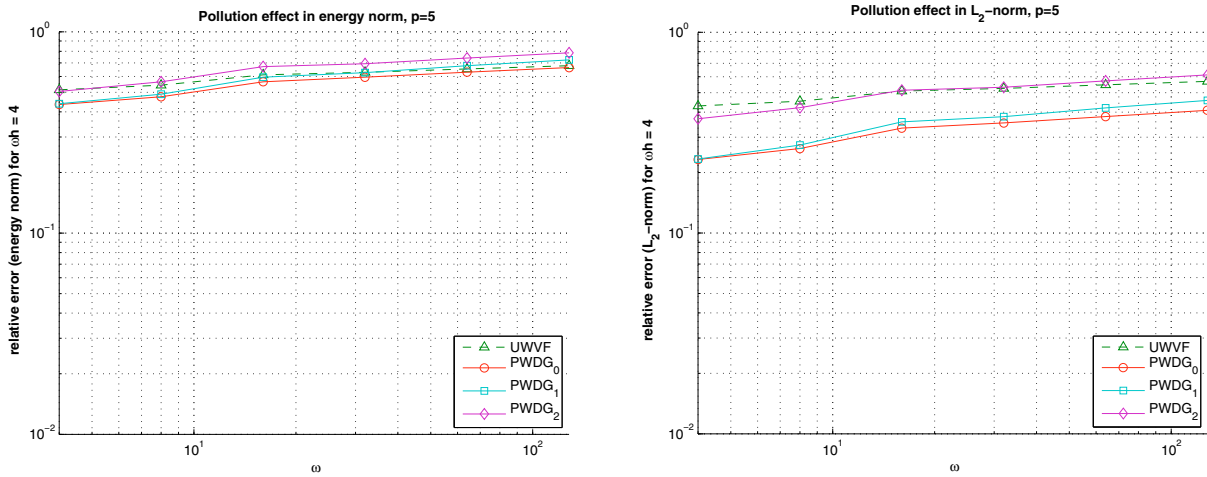 Pollution effect in energy norm, p=5
relative error (energy norm) for ωh = 4
10^0
10^-1
10^-2
10^1
10^2
ω
UWVF
PWDG_0
PWDG_1
PWDG_2
Pollution effect in L_2-norm, p=5
relative error (L_2-norm) for ωh = 4
10^0
10^-1
10^-2
10^1
10^2
ω
UWVF
PWDG_0
PWDG_1
PWDG_2